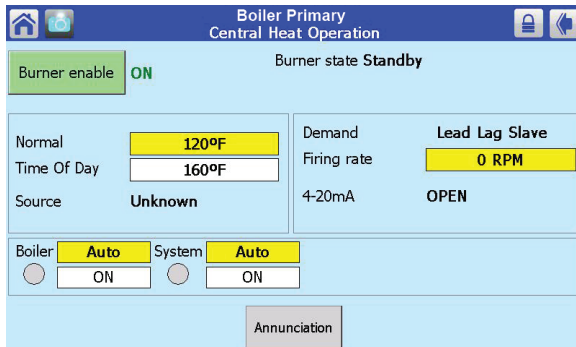 Boiler Primary
Central Heat Operation
Burner enable ON
Burner state Standby
Normal 120ºF
Time Of Day 160ºF
Source Unknown
Demand Lead Lag Slave
Firing rate 0 RPM
4-20mA OPEN
Boiler Auto System Auto
ON ON
Annunciation